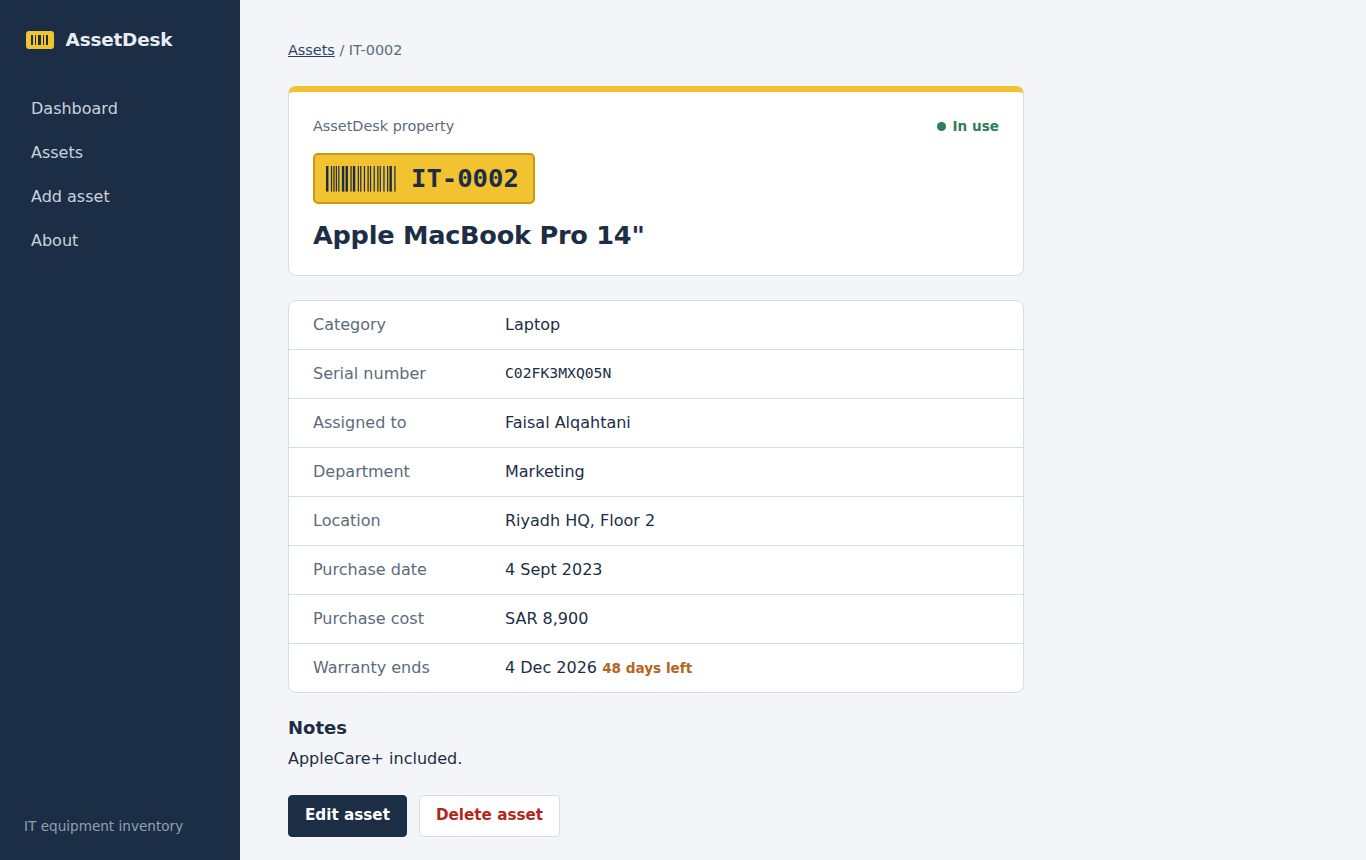 AssetDesk
Dashboard
Assets
Add asset
About
IT equipment inventory
Assets / IT-0002
AssetDesk property
In use
IT-0002
Apple MacBook Pro 14"
Category Laptop
Serial number C02FK3MXQ05N
Assigned to Faisal Alqahtani
Department Marketing
Location Riyadh HQ, Floor 2
Purchase date 4 Sept 2023
Purchase cost SAR 8,900
Warranty ends 4 Dec 2026 48 days left
Notes
AppleCare+ included.
Edit asset Delete asset